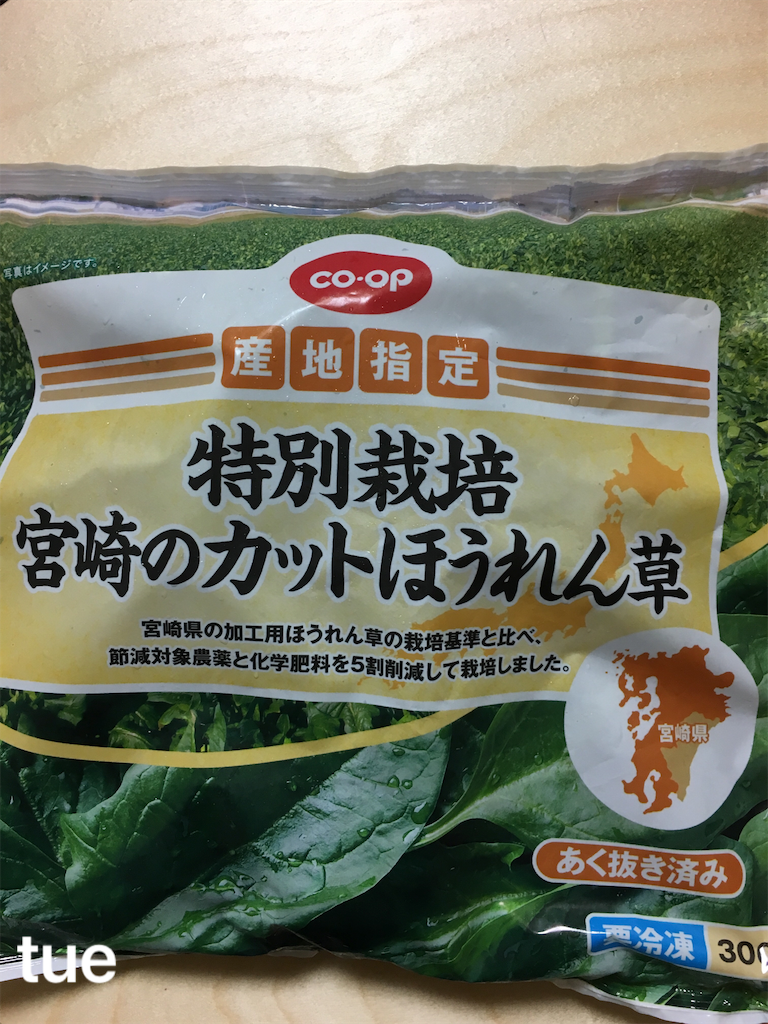 写真はイメージです。
CO·OP
産地指定
特別栽培
宮崎のカットほうれん草
宮崎県の加工用ほうれん草の栽培基準と比べ、
節減対象農薬と化学肥料を5割削減して栽培しました。
宮崎県
あく抜き済み
要冷凍 300
tue